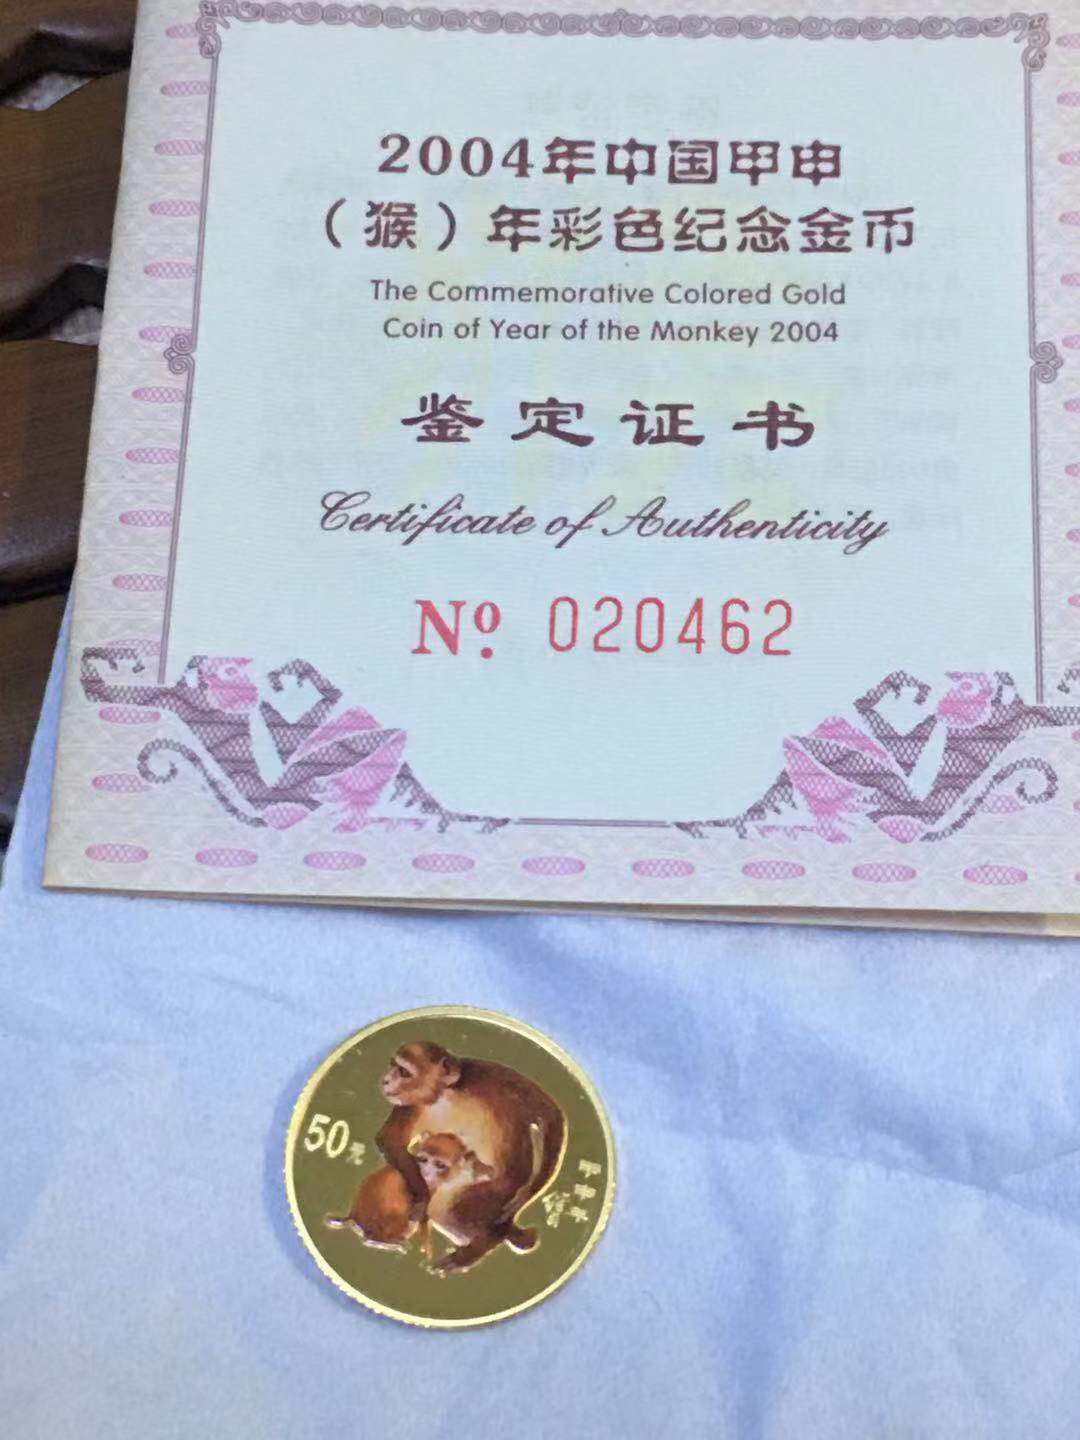 2004年中国甲申
（猴）年彩色纪念金币
The Commemorative Colored Gold
Coin of Year of the Monkey 2004
鉴定证书
Certificate of Authenticity
Nº 020462
50元
甲申年